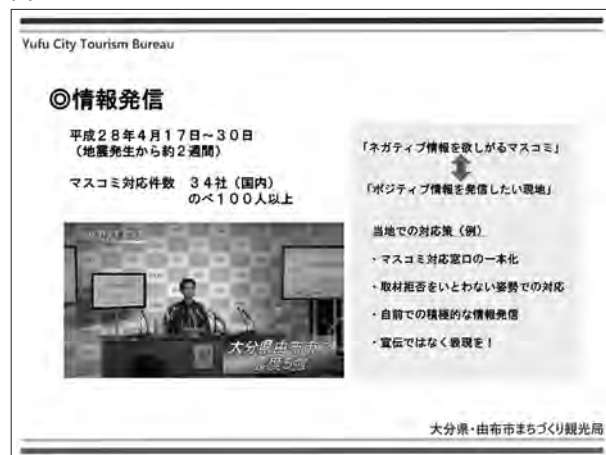 Yufu City Tourism Bureau
◎情報発信
平成28年4月17日~30日
（地震発生から約2週間）
マスコミ対応件数 34社（国内）
のべ100人以上
大分県由布市
震度5弱
「ネガティブ情報を欲しがるマスコミ」
「ポジティブ情報を発信したい現地」
当地での対応策（例）
・マスコミ対応窓口の一本化
・取材拒否をいとわない姿勢での対応
・自前での積極的な情報発信
・宣伝ではなく表現を！
大分県・由布市まちづくり観光局